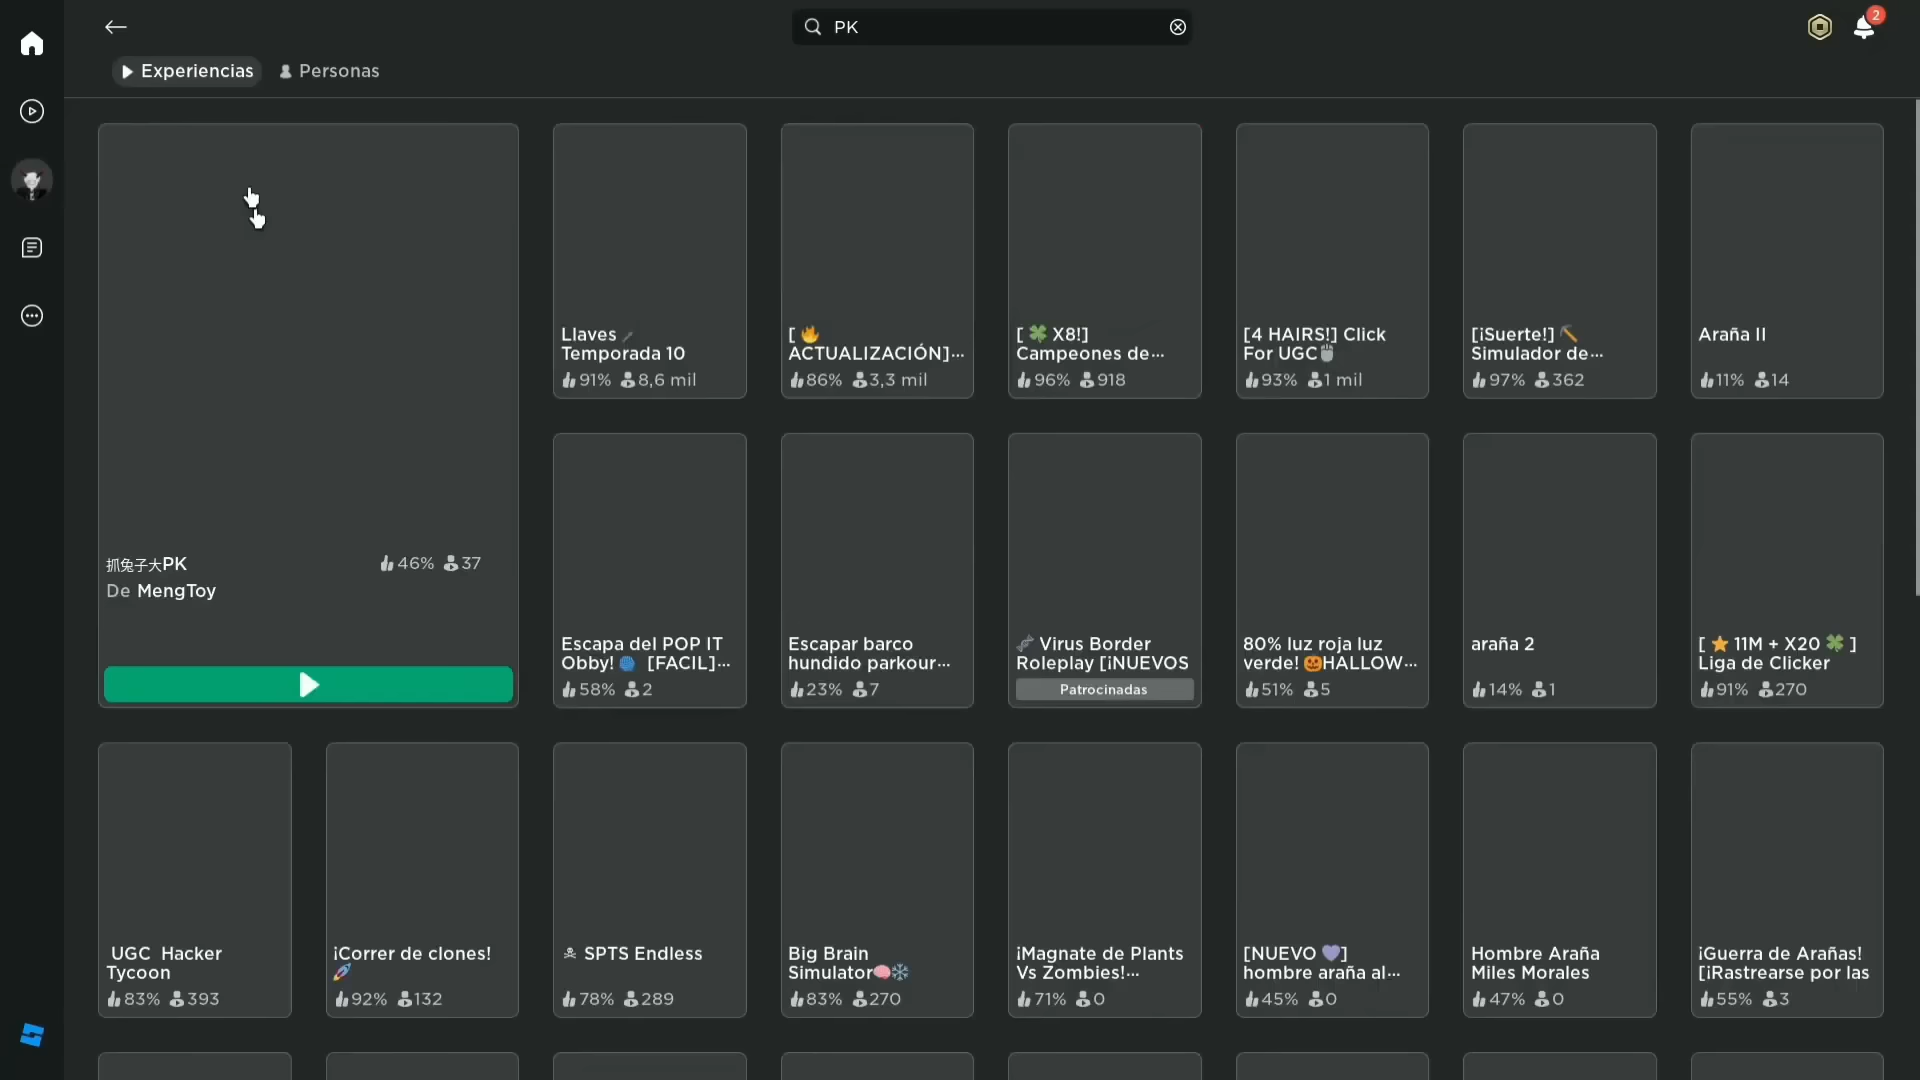 PK
2
Experiencias
Personas
抓兔子大PK
46% 37
De MengToy
Llaves
Temporada 10
91% 8,6 mil
[ 🔥
ACTUALIZACIÓN]...
86% 3,3 mil
[ 🍀 X8!]
Campeones de...
96% 918
[4 HAIRS!] Click
For UGC🖱️
93% 1 mil
[¡Suerte!] ⛏️
Simulador de...
97% 362
Araña II
11% 14
Escapa del POP IT
Obby! 🔵 [FACIL]...
58% 2
Escapar barco
hundido parkour...
23% 7
🧬 Virus Border
Roleplay [¡NUEVOS
Patrocinadas
80% luz roja luz
verde! 🎃HALLOW...
51% 5
araña 2
14% 1
[ ⭐ 11M + X20 🍀 ]
Liga de Clicker
91% 270
UGC Hacker
Tycoon
83% 393
¡Correr de clones!
🚀
92% 132
☠ SPTS Endless
78% 289
Big Brain
Simulator🧠❄️
83% 270
¡Magnate de Plants
Vs Zombies!...
71% 0
[NUEVO 💜]
hombre araña al...
45% 0
Hombre Araña
Miles Morales
47% 0
¡Guerra de Arañas!
[¡Rastrearse por las
55% 3